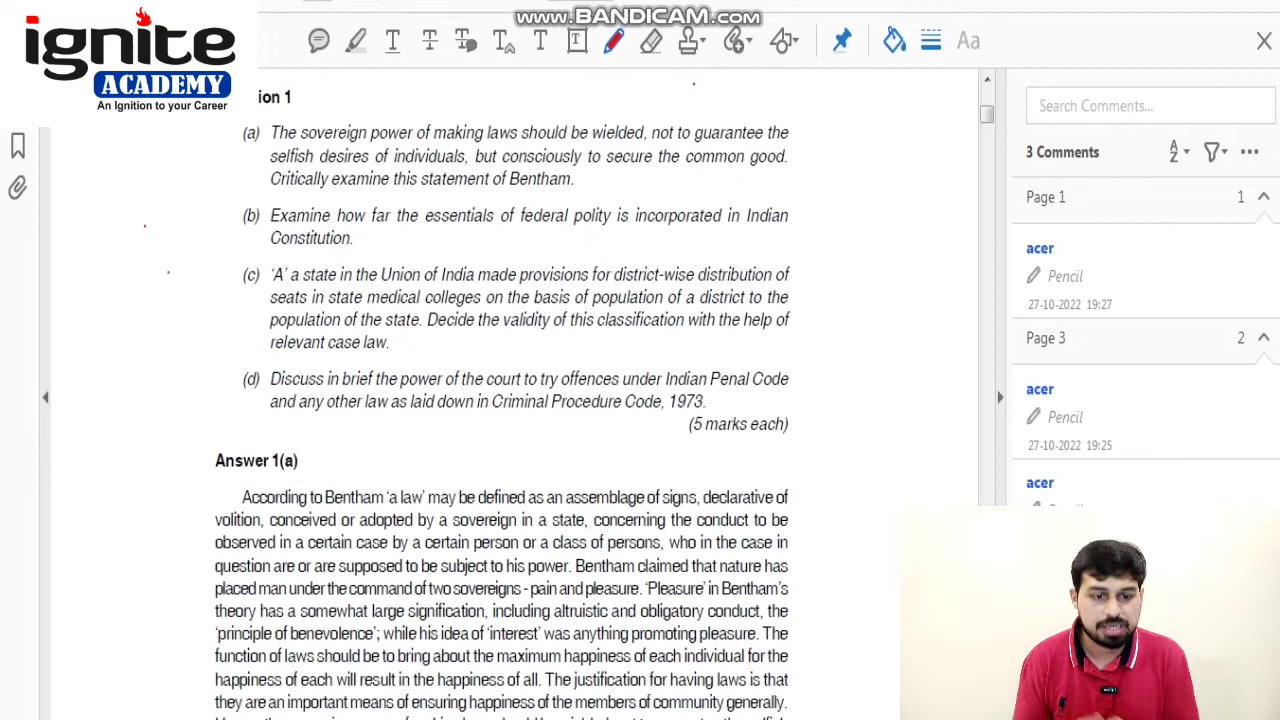 www.BANDICAM.com
ignite
ACADEMY
An Ignition to your Career
T
T
T
T
T
T
Aa
Search Comments...
3 Comments
A
Z
Page 1
1
acer
Pencil
27-10-2022 19:27
Page 3
2
acer
Pencil
27-10-2022 19:25
acer
ion 1
(a) The sovereign power of making laws should be wielded, not to guarantee the
selfish desires of individuals, but consciously to secure the common good.
Critically examine this statement of Bentham.
(b) Examine how far the essentials of federal polity is incorporated in Indian
Constitution.
(c) ‘A’ a state in the Union of India made provisions for district-wise distribution of
seats in state medical colleges on the basis of population of a district to the
population of the state. Decide the validity of this classification with the help of
relevant case law.
(d) Discuss in brief the power of the court to try offences under Indian Penal Code
and any other law as laid down in Criminal Procedure Code, 1973.
(5 marks each)
Answer 1(a)
According to Bentham ‘a law’ may be defined as an assemblage of signs, declarative of
volition, conceived or adopted by a sovereign in a state, concerning the conduct to be
observed in a certain case by a certain person or a class of persons, who in the case in
question are or are supposed to be subject to his power. Bentham claimed that nature has
placed man under the command of two sovereigns - pain and pleasure. ‘Pleasure’ in Bentham’s
theory has a somewhat large signification, including altruistic and obligatory conduct, the
‘principle of benevolence’; while his idea of ‘interest’ was anything promoting pleasure. The
function of laws should be to bring about the maximum happiness of each individual for the
happiness of each will result in the happiness of all. The justification for having laws is that
they are an important means of ensuring happiness of the members of community generally.